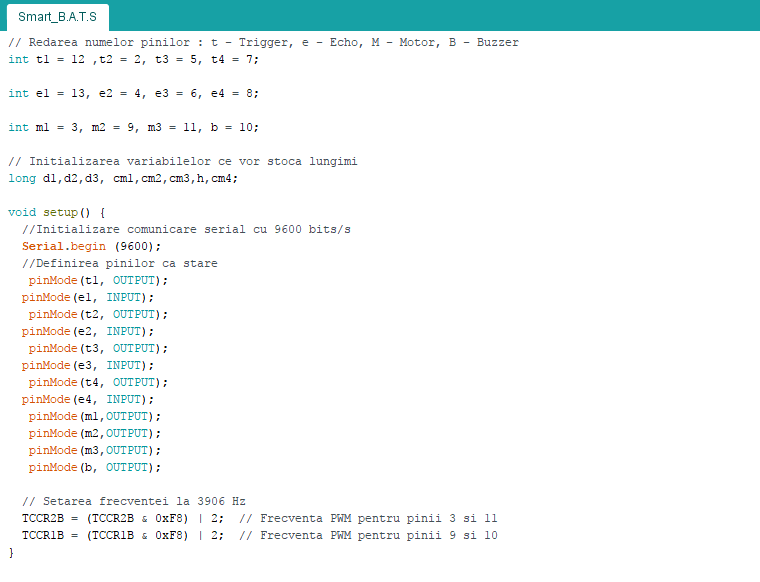 Smart_B.A.T.S
// Redarea numelor pinilor : t - Trigger, e - Echo, M - Motor, B - Buzzer
int t1 = 12 ,t2 = 2, t3 = 5, t4 = 7;
int e1 = 13, e2 = 4, e3 = 6, e4 = 8;
int m1 = 3, m2 = 9, m3 = 11, b = 10;
// Initializarea variabilelor ce vor stoca lungimi
long d1,d2,d3, cm1,cm2,cm3,h,cm4;
void setup() {
//Initializare comunicare serial cu 9600 bits/s
Serial.begin (9600);
//Definirea pinilor ca stare
pinMode(t1, OUTPUT);
pinMode(e1, INPUT);
pinMode(t2, OUTPUT);
pinMode(e2, INPUT);
pinMode(t3, OUTPUT);
pinMode(e3, INPUT);
pinMode(t4, OUTPUT);
pinMode(e4, INPUT);
pinMode(m1,OUTPUT);
pinMode(m2,OUTPUT);
pinMode(m3,OUTPUT);
pinMode(b, OUTPUT);
// Setarea frecventei la 3906 Hz
TCCR2B = (TCCR2B & 0xF8) | 2;  // Frecventa PWM pentru pinii 3 si 11
TCCR1B = (TCCR1B & 0xF8) | 2;  // Frecventa PWM pentru pinii 9 si 10
}